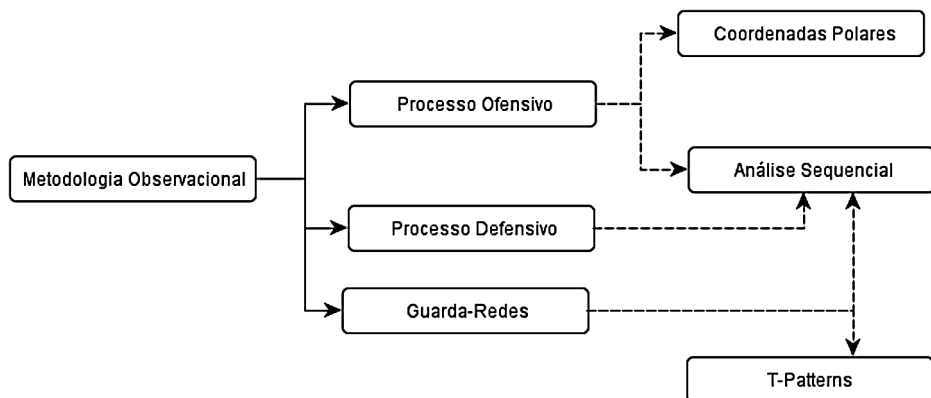 Coordenadas Polares
Processo Ofensivo
Metodologia Observacional
Análise Sequencial
Processo Defensivo
Guarda-Redes
T-Patterns